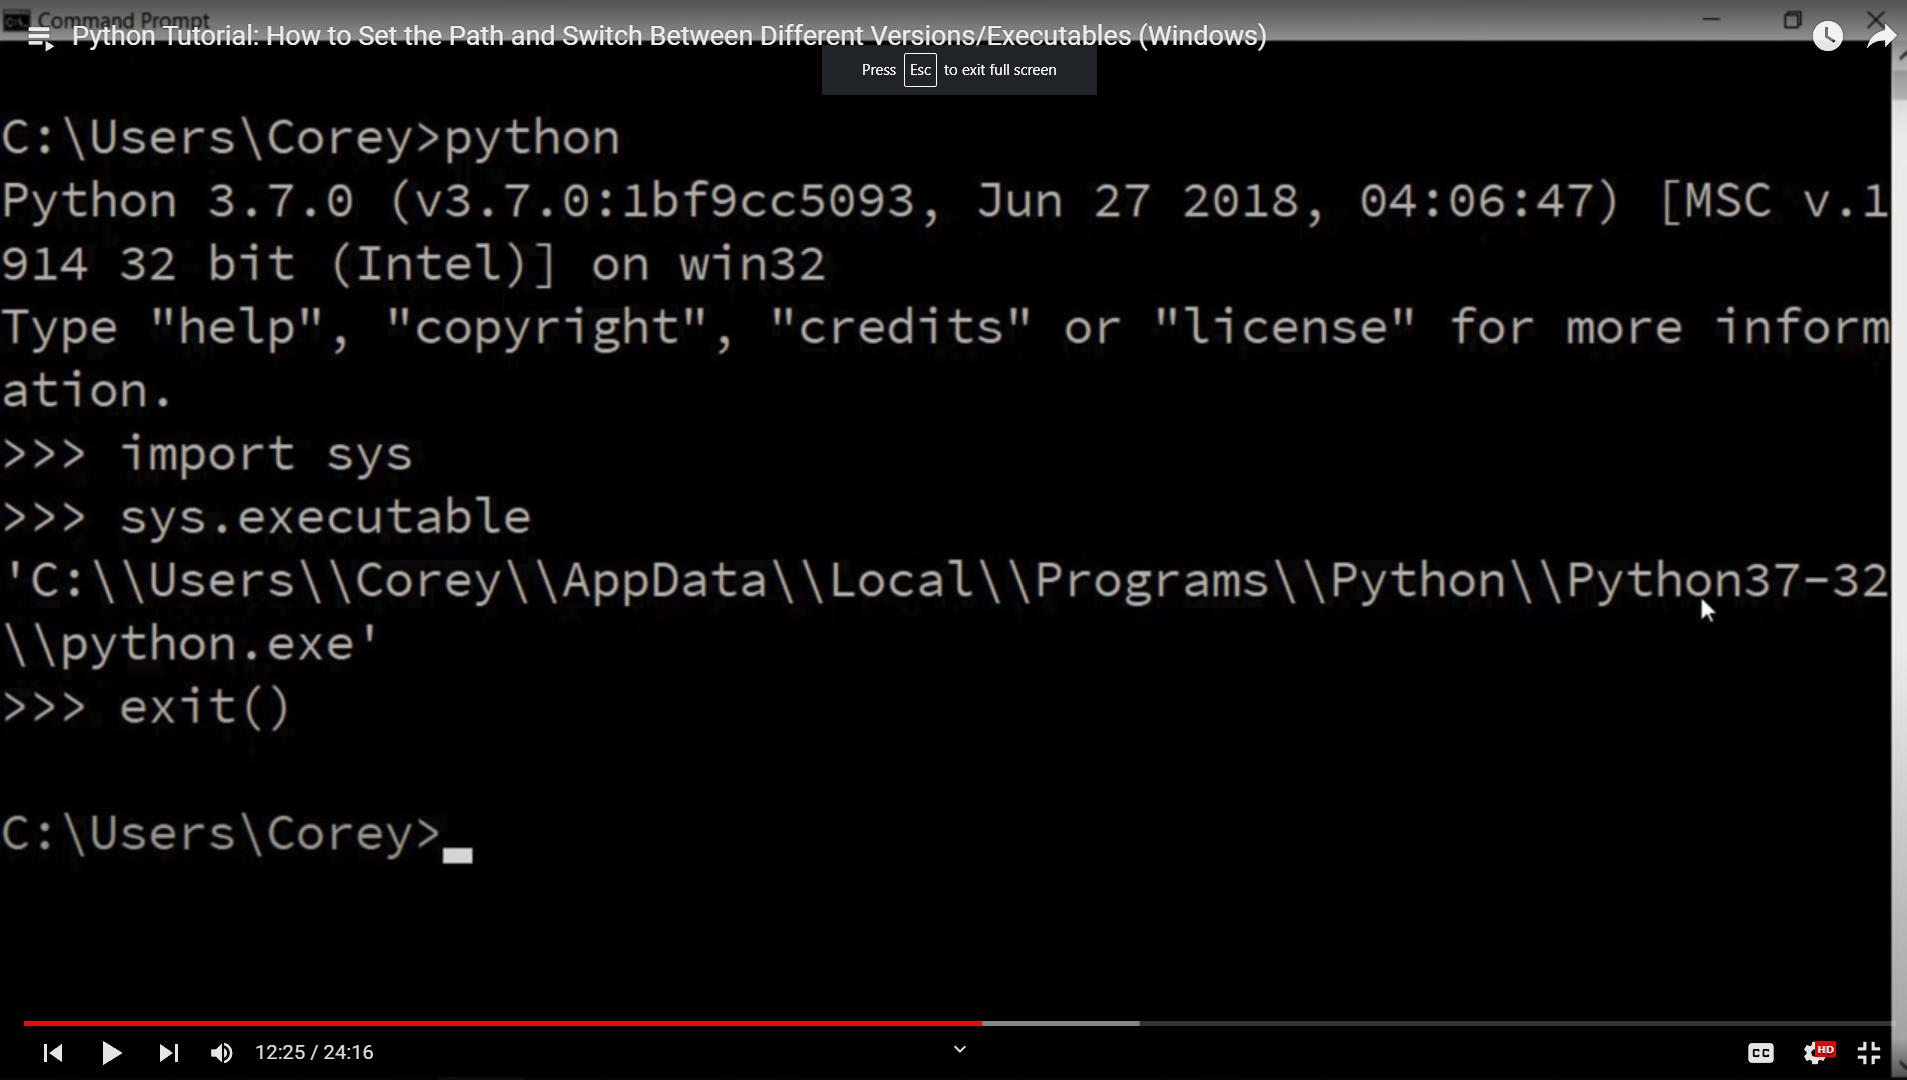 Command Prompt
Python Tutorial: How to Set the Path and Switch Between Different Versions/Executables (Windows)
Press Esc to exit full screen
C:\Users\Corey>python
Python 3.7.0 (v3.7.0:1bf9cc5093, Jun 27 2018, 04:06:47) [MSC v.1
914 32 bit (Intel)] on win32
Type "help", "copyright", "credits" or "license" for more inform
ation.
>>> import sys
>>> sys.executable
'C:\\Users\\Corey\\AppData\\Local\\Programs\\Python\\Python37-32
\\python.exe'
>>> exit()
C:\Users\Corey>
12:25 / 24:16
CC
HD